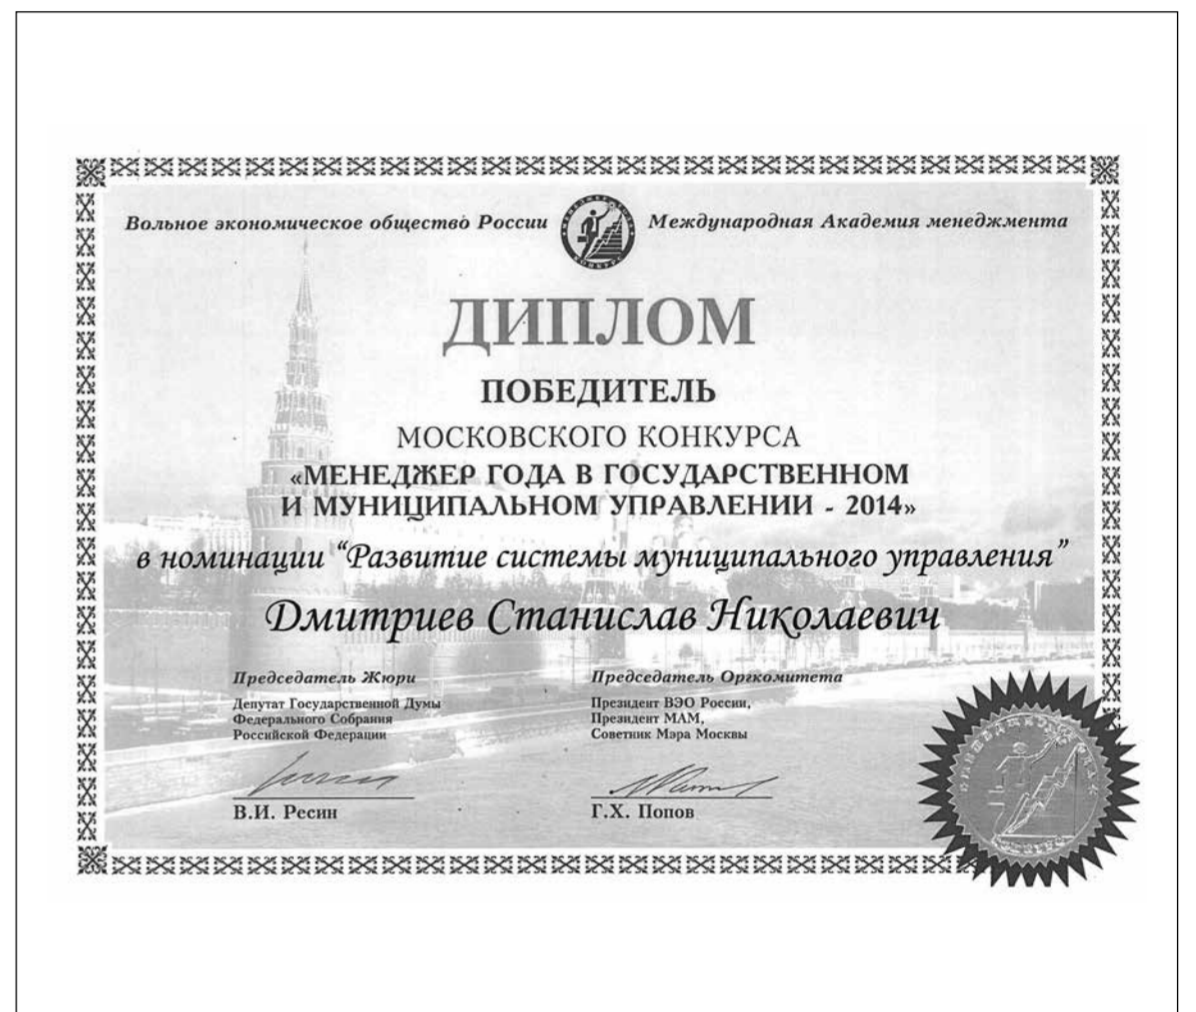 Вольное экономическое общество России
Международная Академия менеджмента
ДИПЛОМ
ПОБЕДИТЕЛЬ
МОСКОВСКОГО КОНКУРСА
«МЕНЕДЖЕР ГОДА В ГОСУДАРСТВЕННОМ
И МУНИЦИПАЛЬНОМ УПРАВЛЕНИИ - 2014»
в номинации “Развитие системы муниципального управления”
Дмитриев Станислав Николаевич
Председатель Жюри
Депутат Государственной Думы
Федерального Собрания
Российской Федерации
В.И. Ресин
Председатель Оргкомитета
Президент ВЭО России,
Президент МАМ,
Советник Мэра Москвы
Г.Х. Попов